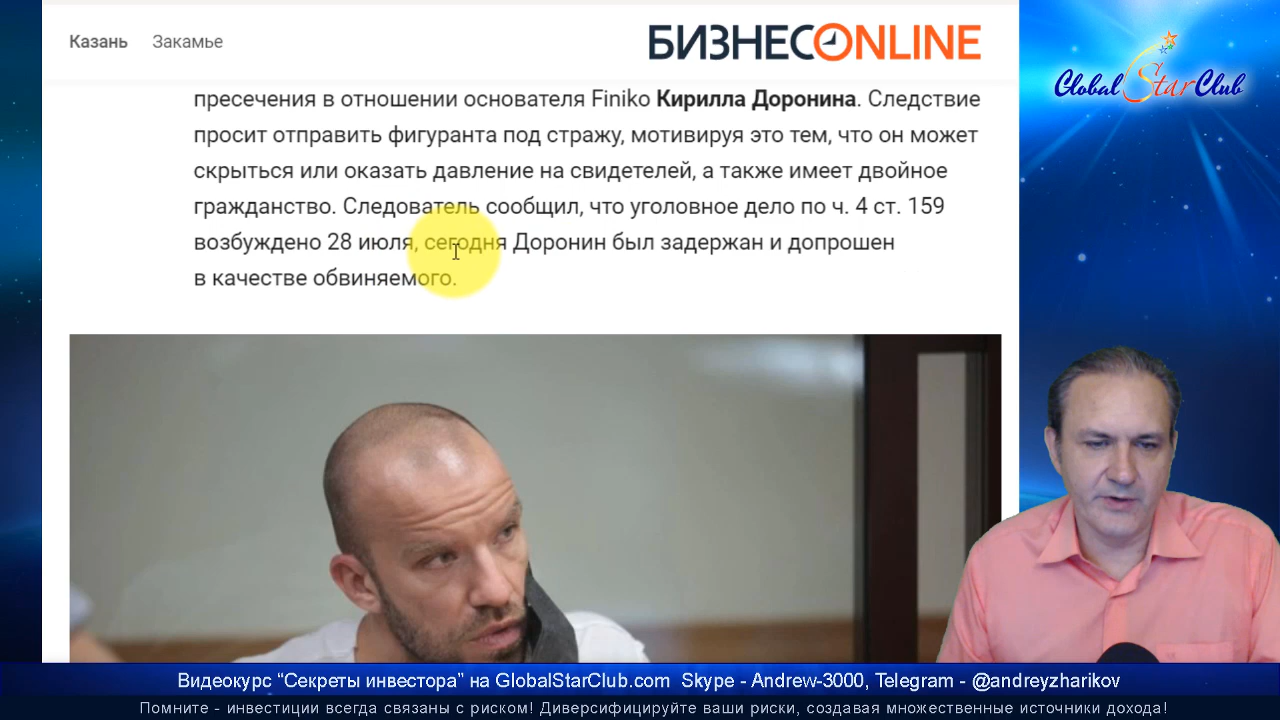 Казань Закамье
БИЗНЕС ONLINE
Global Star Club
пресечения в отношении основателя Finiko Кирилла Доронина. Следствие
просит отправить фигуранта под стражу, мотивируя это тем, что он может
скрыться или оказать давление на свидетелей, а также имеет двойное
гражданство. Следователь сообщил, что уголовное дело по ч. 4 ст. 159
возбуждено 28 июля, сегодня Доронин был задержан и допрошен
в качестве обвиняемого.
Видеокурс “Секреты инвестора” на GlobalStarClub.com Skype - Andrew-3000, Telegram - @andreyzharikov
Помните - инвестиции всегда связаны с риском! Диверсифицируйте ваши риски, создавая множественные источники дохода!